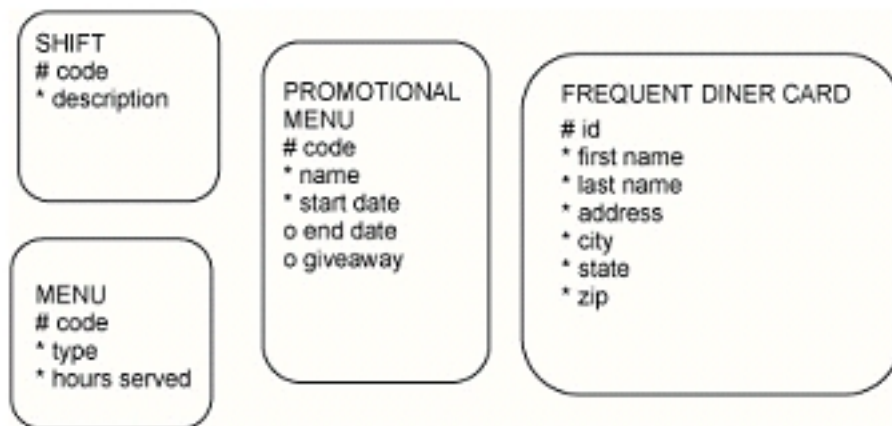 SHIFT
# code
* description
MENU
# code
* type
* hours served
PROMOTIONAL
MENU
# code
* name
* start date
o end date
o giveaway
FREQUENT DINER CARD
# id
* first name
* last name
* address
* city
* state
* zip